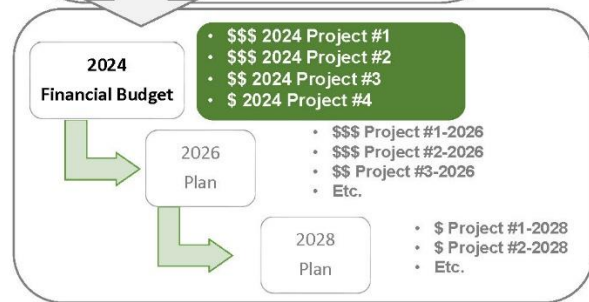 2024
Financial Budget
• $$$ 2024 Project #1
• $$$ 2024 Project #2
• $$ 2024 Project #3
• $ 2024 Project #4
2026
Plan
• $$$ Project #1-2026
• $$$ Project #2-2026
• $$ Project #3-2026
• Etc.
2028
Plan
• $ Project #1-2028
• $ Project #2-2028
• Etc.